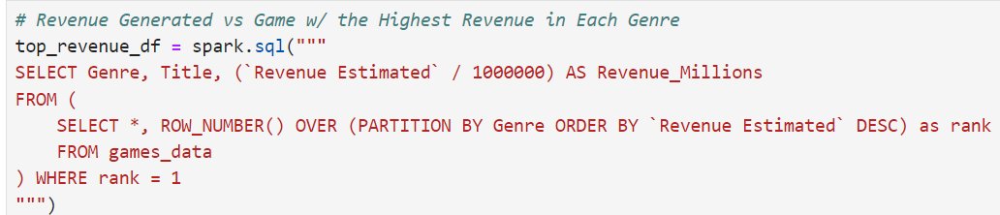 # Revenue Generated vs Game w/ the Highest Revenue in Each Genre
top_revenue_df = spark.sql("""
SELECT Genre, Title, (`Revenue Estimated` / 1000000) AS Revenue_Millions
FROM (
    SELECT *, ROW_NUMBER() OVER (PARTITION BY Genre ORDER BY `Revenue Estimated` DESC) as rank
    FROM games_data
) WHERE rank = 1
""")